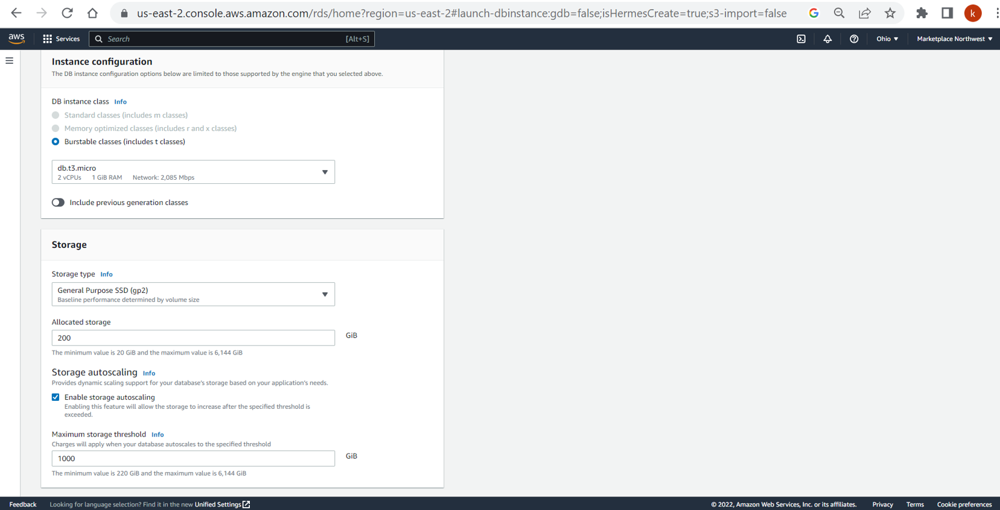 us-east-2.console.aws.amazon.com/rds/home?region=us-east-2#launch-dbinstance:gdb=false;isHermesCreate=true;s3-import=false
k
aws
Services
Search
[Alt+S]
Ohio
Marketplace Northwest
Instance configuration
The DB instance configuration options below are limited to those supported by the engine that you selected above.
DB instance class Info
Standard classes (includes m classes)
Memory optimized classes (includes r and x classes)
Burstable classes (includes t classes)
db.t3.micro
2 vCPUs 1 GiB RAM Network: 2,085 Mbps
Include previous generation classes
Storage
Storage type Info
General Purpose SSD (gp2)
Baseline performance determined by volume size
Allocated storage
200
GiB
The minimum value is 20 GiB and the maximum value is 6,144 GiB
Storage autoscaling Info
Provides dynamic scaling support for your database's storage based on your application's needs.
Enable storage autoscaling
Enabling this feature will allow the storage to increase after the specified threshold is
exceeded.
Maximum storage threshold Info
Charges will apply when your database autoscales to the specified threshold
1000
GiB
The minimum value is 220 GiB and the maximum value is 6,144 GiB
Feedback
Looking for language selection? Find it in the new Unified Settings
© 2022, Amazon Web Services, Inc. or its affiliates.
Privacy
Terms
Cookie preferences